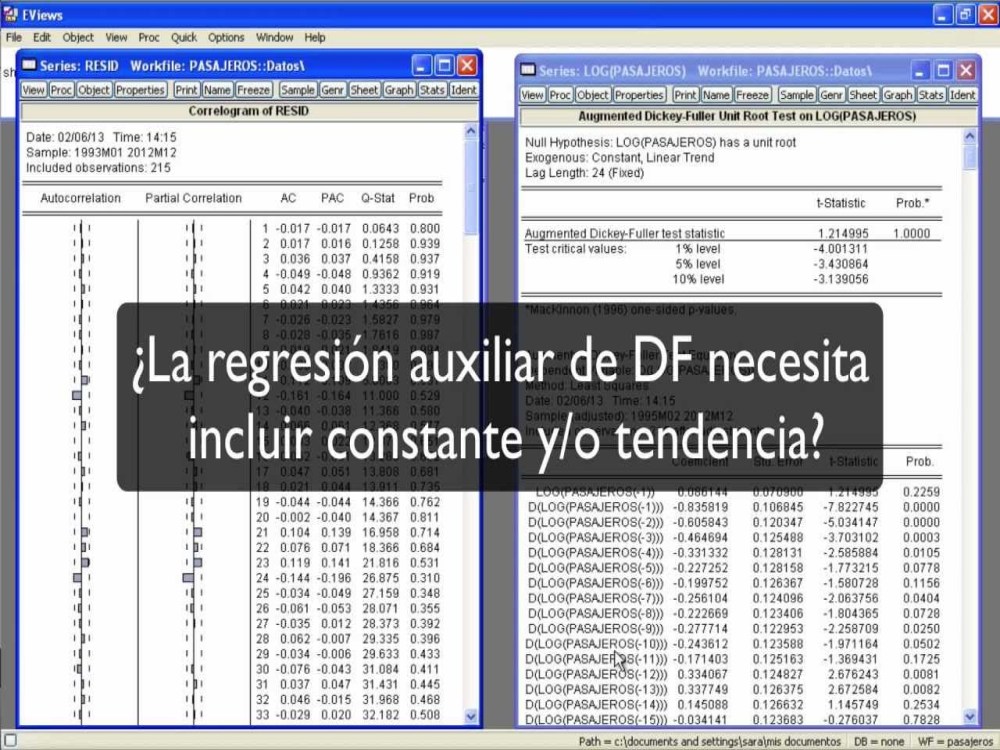 EViews
File Edit Object View Proc Quick Options Window Help
Series: RESID Workfile: PASAJEROS::Datos\
View Proc Object Properties Print Name Freeze Sample Genr Sheet Graph Stats Ident
Correlogram of RESID
Date: 02/06/13 Time: 14:15
Sample: 1993M01 2012M12
Included observations: 215
Autocorrelation Partial Correlation AC PAC Q-Stat Prob
1 -0.017 -0.017 0.0643 0.800
2 0.017 0.016 0.1258 0.939
3 0.036 0.037 0.4158 0.937
4 -0.049 -0.048 0.9362 0.919
5 0.042 0.040 1.3333 0.931
6 0.021 0.023 1.4356 0.964
7 -0.026 -0.023 1.5827 0.979
8 -0.028 -0.035 1.7616 0.987
12 -0.161 -0.164 11.000 0.529
13 -0.040 -0.038 11.366 0.580
17 0.047 0.051 13.808 0.681
18 0.021 0.044 13.911 0.735
19 -0.044 -0.044 14.366 0.762
20 -0.002 -0.040 14.367 0.811
21 0.104 0.139 16.958 0.714
22 0.076 0.071 18.366 0.684
23 0.119 0.141 21.816 0.531
24 -0.144 -0.196 26.875 0.310
25 -0.034 -0.049 27.159 0.348
26 -0.061 -0.053 28.071 0.355
27 -0.035 0.012 28.373 0.392
28 0.062 -0.007 29.335 0.396
29 -0.034 -0.006 29.633 0.433
30 -0.076 -0.043 31.084 0.411
31 0.037 0.047 31.431 0.445
32 0.046 -0.015 31.968 0.468
33 -0.029 0.020 32.182 0.508
Series: LOG(PASAJEROS) Workfile: PASAJEROS::Datos\
View Proc Object Properties Print Name Freeze Sample Genr Sheet Graph Stats Ident
Augmented Dickey-Fuller Unit Root Test on LOG(PASAJEROS)
Null Hypothesis: LOG(PASAJEROS) has a unit root
Exogenous: Constant, Linear Trend
Lag Length: 24 (Fixed)
t-Statistic Prob.*
Augmented Dickey-Fuller test statistic 1.214995 1.0000
Test critical values: 1% level -4.001311
5% level -3.430864
10% level -3.139056
*MacKinnon (1996) one-sided p-values.
Method: Least Squares
Date: 02/06/13 Time: 14:15
Sample (adjusted): 1995M02 2012M12
Coefficient Std. Error t-Statistic Prob.
LOG(PASAJEROS(-1)) 0.086144 0.070900 1.214995 0.2259
D(LOG(PASAJEROS(-1))) -0.835819 0.106845 -7.822745 0.0000
D(LOG(PASAJEROS(-2))) -0.605843 0.120347 -5.034147 0.0000
D(LOG(PASAJEROS(-3))) -0.464694 0.125488 -3.703102 0.0003
D(LOG(PASAJEROS(-4))) -0.331332 0.128131 -2.585884 0.0105
D(LOG(PASAJEROS(-5))) -0.227252 0.128158 -1.773215 0.0778
D(LOG(PASAJEROS(-6))) -0.199752 0.126367 -1.580728 0.1156
D(LOG(PASAJEROS(-7))) -0.256104 0.124096 -2.063756 0.0404
D(LOG(PASAJEROS(-8))) -0.222669 0.123406 -1.804365 0.0728
D(LOG(PASAJEROS(-9))) -0.277714 0.122953 -2.258709 0.0250
D(LOG(PASAJEROS(-10))) -0.243612 0.123588 -1.971164 0.0502
D(LOG(PASAJEROS(-11))) -0.171403 0.125163 -1.369431 0.1725
D(LOG(PASAJEROS(-12))) 0.334067 0.124827 2.676243 0.0081
D(LOG(PASAJEROS(-13))) 0.337749 0.126375 2.672584 0.0082
D(LOG(PASAJEROS(-14))) 0.145088 0.126632 1.145749 0.2534
D(LOG(PASAJEROS(-15))) -0.034141 0.123683 -0.276037 0.7828
¿La regresión auxiliar de DF necesita
incluir constante y/o tendencia?
Path = c:\documents and settings\sara\mis documentos DB = none WF = pasajeros